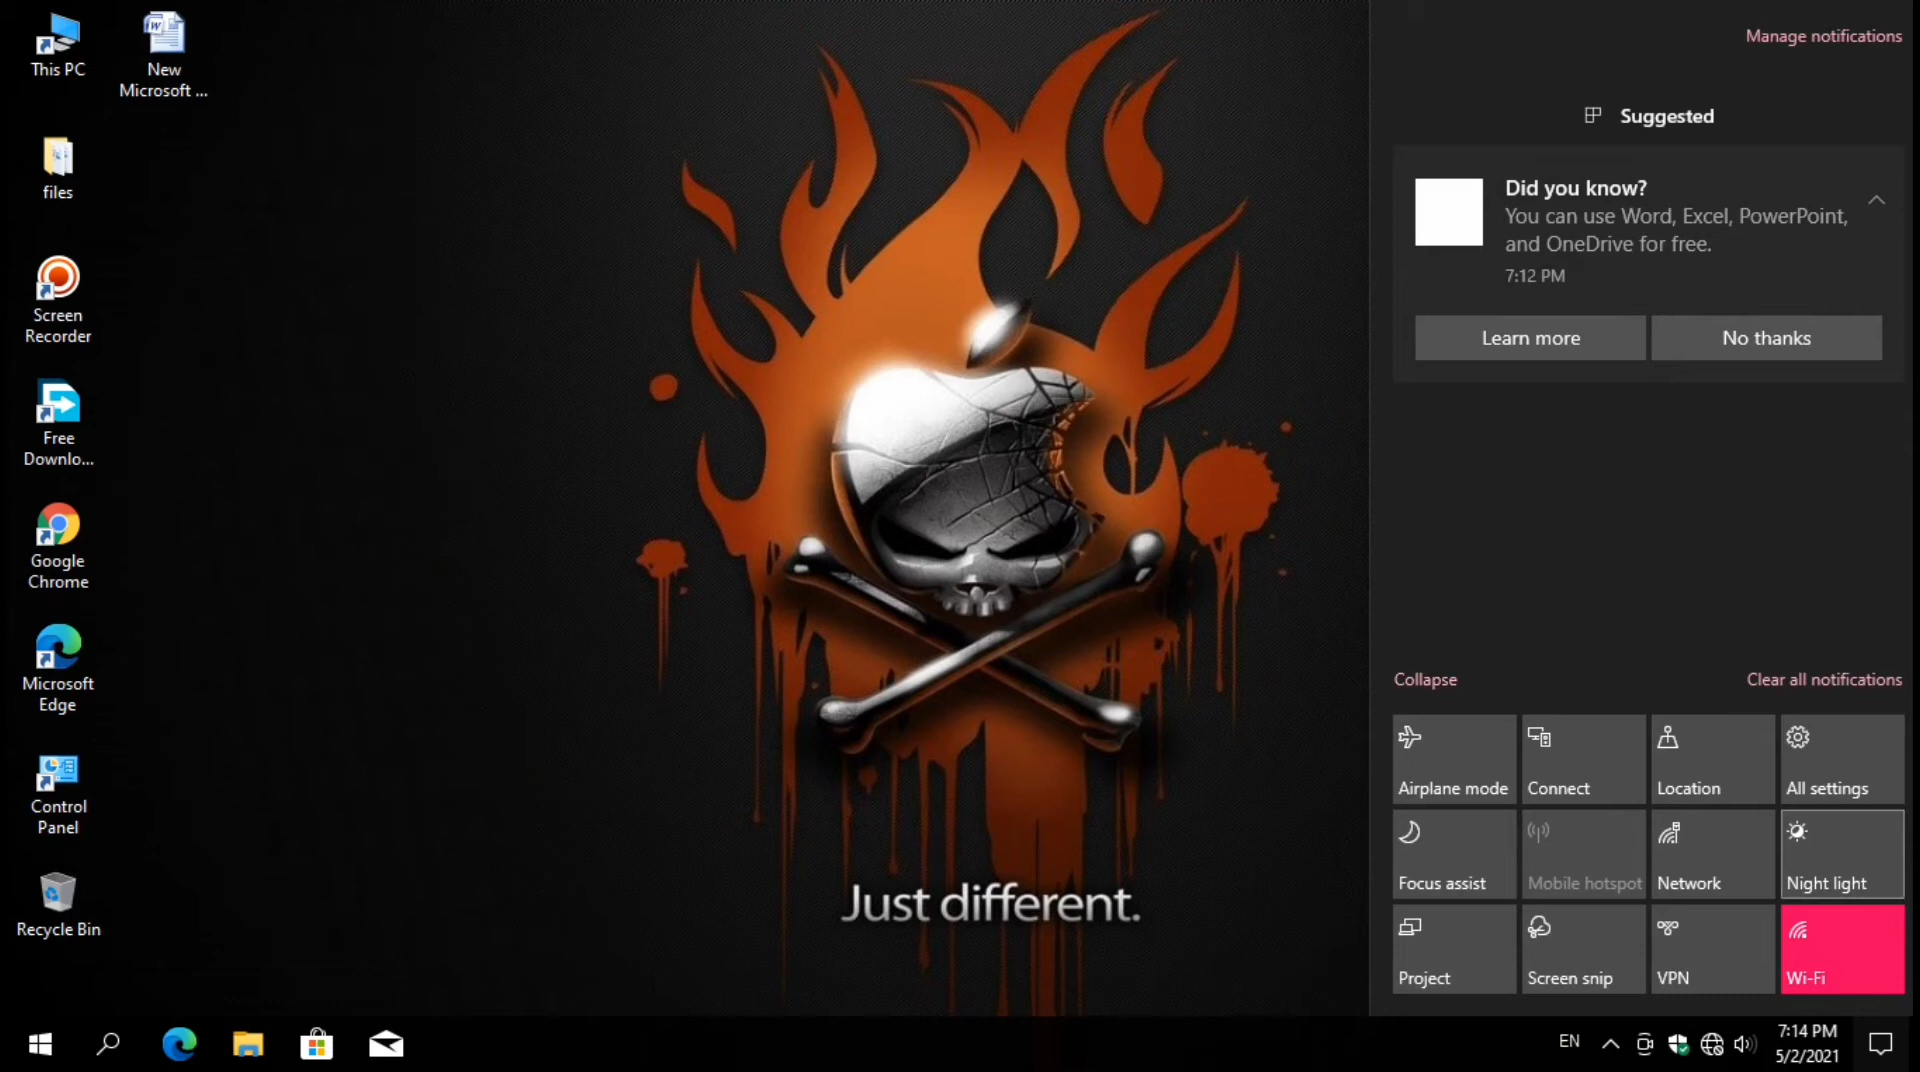 This PC
New
Microsoft ...
files
Screen
Recorder
Free
Downlo...
Google
Chrome
Microsoft
Edge
Control
Panel
Recycle Bin
Just different.
Manage notifications
Suggested
Did you know?
You can use Word, Excel, PowerPoint,
and OneDrive for free.
7:12 PM
Learn more
No thanks
Collapse
Clear all notifications
Airplane mode
Connect
Location
All settings
Focus assist
Mobile hotspot
Network
Night light
Project
Screen snip
VPN
Wi-Fi
EN
7:14 PM
5/2/2021